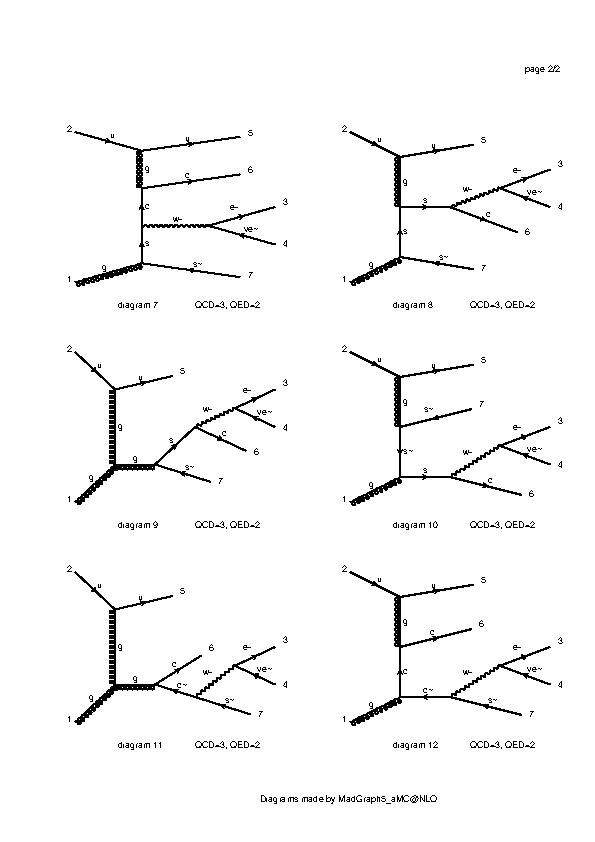 page 2/2
2 u u 5
g
c 6
c
w- e- 3
ve~ 4
s
g s~ 7
1
diagram 7 QCD=3, QED=2
2 u u 5
g
s w- e- 3
ve~ 4
c 6
s
g s~ 7
1
diagram 8 QCD=3, QED=2
2 u u 5
g
w- e- 3
ve~ 4
s c 6
g g s~ 7
1
diagram 9 QCD=3, QED=2
2 u u 5
g
s~ 7
s~
w- e- 3
ve~ 4
g s c 6
1
diagram 10 QCD=3, QED=2
2 u u 5
g
c 6
w- e- 3
ve~ 4
g g c~ s~ 7
1
diagram 11 QCD=3, QED=2
2 u u 5
g
c 6
c
w- e- 3
ve~ 4
g c~ s~ 7
1
diagram 12 QCD=3, QED=2
Diagrams made by MadGraph5_aMC@NLO